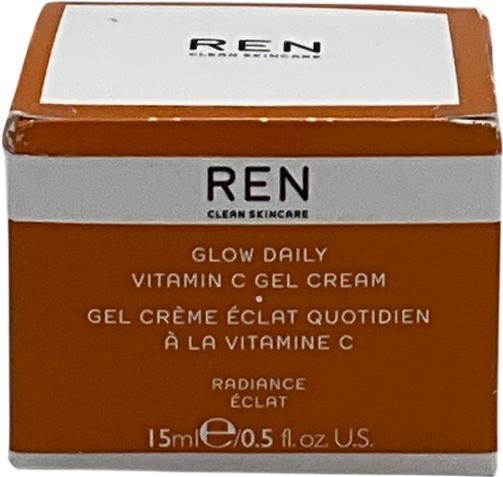 REN
CLEAN SKINCARE
REN
CLEAN SKINCARE
GLOW DAILY
VITAMIN C GEL CREAM
•
GEL CRÈME ÉCLAT QUOTIDIEN
À LA VITAMINE C
RADIANCE
ÉCLAT
15ml℮/0.5 fl. oz. U.S.